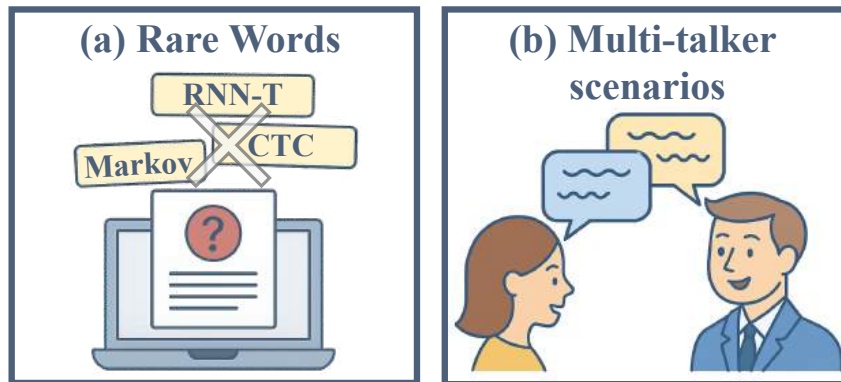 (a) Rare Words
RNN-T
CTC
Markov
?
(b) Multi-talker
scenarios